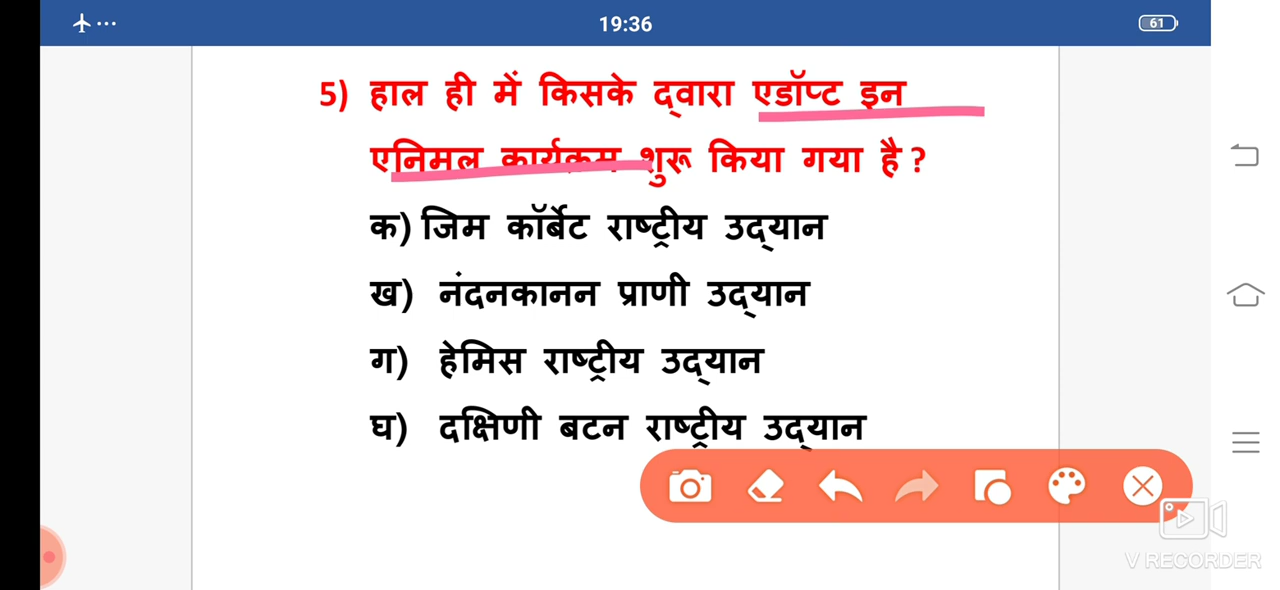 19:36
61
5) हाल ही में किसके द्वारा एडॉप्ट इन
एनिमल कार्यक्रम शुरू किया गया है ?
क) जिम कॉर्बेट राष्ट्रीय उद्यान
ख) नंदनकानन प्राणी उद्यान
ग) हेमिस राष्ट्रीय उद्यान
घ) दक्षिणी बटन राष्ट्रीय उद्यान
V RECORDER